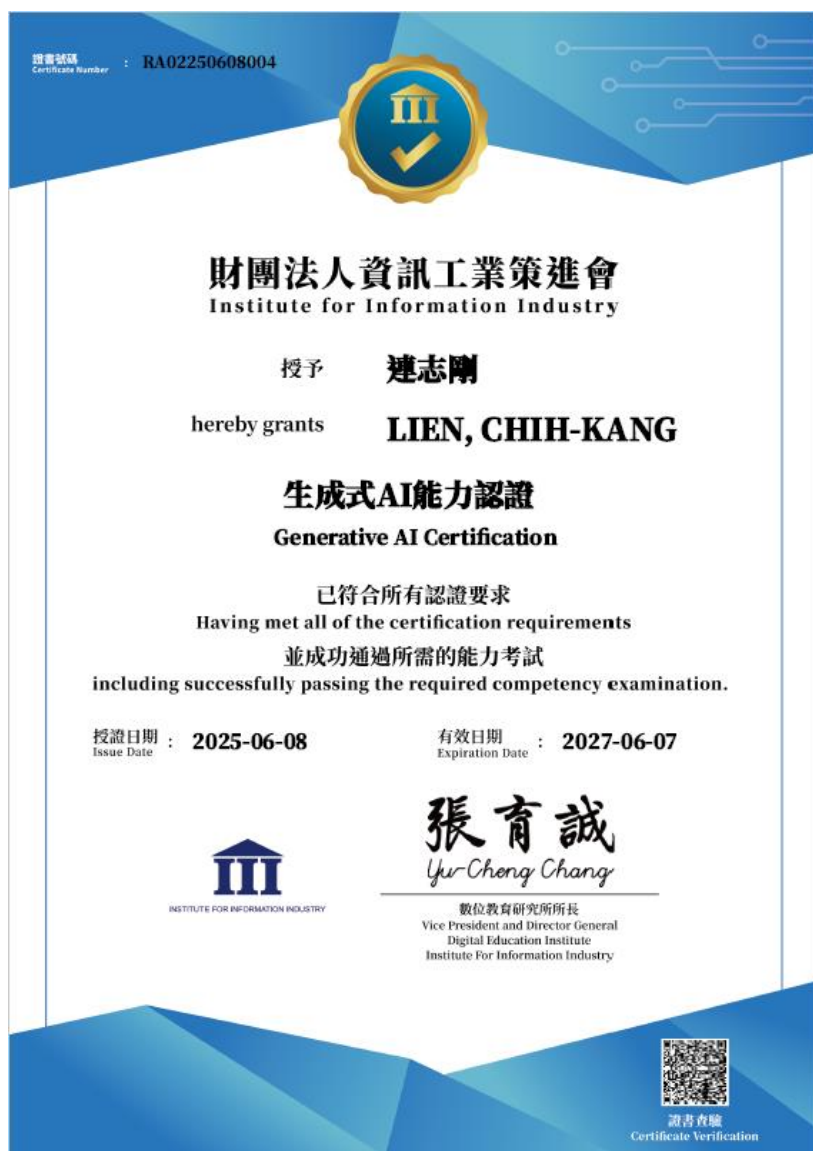 證書號碼 : RA02250608004
Certificate Number
III
財團法人資訊工業策進會
Institute for Information Industry
授予 連志剛
hereby grants LIEN, CHIH-KANG
生成式AI能力認證
Generative AI Certification
已符合所有認證要求
Having met all of the certification requirements
並成功通過所需的能力考試
including successfully passing the required competency examination.
授證日期 : 2025-06-08
Issue Date
有效日期 : 2027-06-07
Expiration Date
張育誠
Yu-Cheng Chang
III
INSTITUTE FOR INFORMATION INDUSTRY
數位教育研究所所長
Vice President and Director General
Digital Education Institute
Institute For Information Industry
證書查驗
Certificate Verification